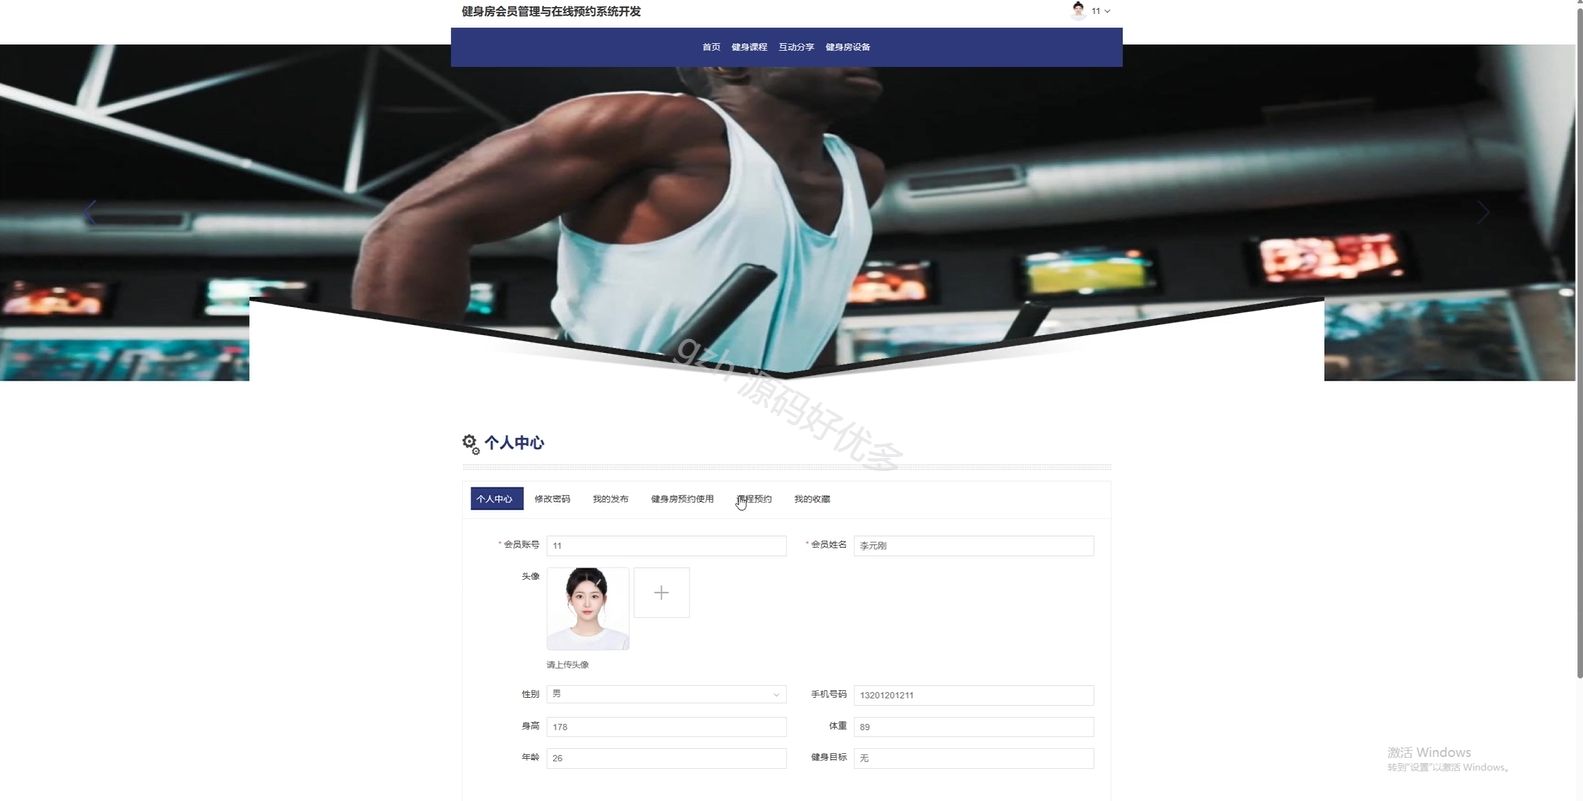 健身房会员管理与在线预约系统开发
11
首页 健身课程 互动分享 健身房设备
gzh 源码好优多
个人中心
个人中心 修改密码 我的发布 健身房预约使用 课程预约 我的收藏
* 会员账号 11 * 会员姓名 李元刚
头像
请上传头像
性别 男 手机号码 13201201211
身高 178 体重 89
年龄 26 健身目标 无
激活 Windows
转到"设置"以激活 Windows。